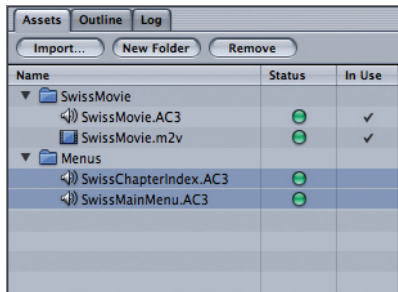 Assets Outline Log
Import... New Folder Remove
Name Status In Use
SwissMovie
SwissMovie.AC3
SwissMovie.m2v
Menus
SwissChapterIndex.AC3
SwissMainMenu.AC3